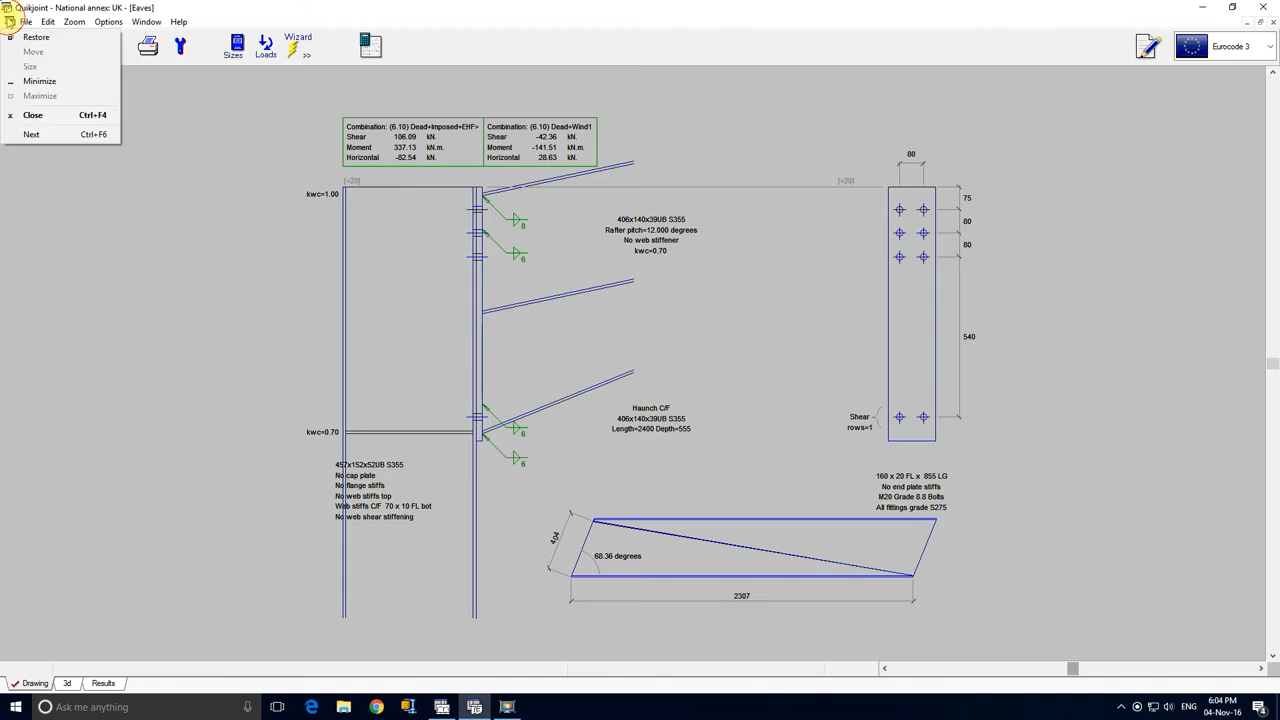 Quikjoint - National annex: UK - [Eaves]
File Edit Zoom Options Window Help
Restore
Move
Size
Minimize
Maximize
Close Ctrl+F4
Next Ctrl+F6
Sizes
Loads
Wizard
>>
Eurocode 3
Combination: (6.10) Dead+Imposed+EHF>
Shear 106.09 kN.
Moment 337.13 kN.m.
Horizontal -82.54 kN.
Combination: (6.10) Dead+Wind1
Shear -42.36 kN.
Moment -141.51 kN.m.
Horizontal 28.63 kN.
[+20]
[+20]
kwc=1.00
8
6
406x140x39UB S355
Rafter pitch=12.000 degrees
No web stiffener
kwc=0.70
80
75
80
80
540
Haunch C/F
406x140x39UB S355
Length=2400 Depth=555
kwc=0.70
6
6
Shear
rows=1
457x152x52UB S355
No cap plate
No flange stiffs
No web stiffs top
Web stiffs C/F 70 x 10 FL bot
No web shear stiffening
160 x 20 FL x 855 LG
No end plate stiffs
M20 Grade 8.8 Bolts
All fittings grade S275
404
68.36 degrees
2307
Drawing 3d Results
Ask me anything
ENG
6:04 PM
04-Nov-16
4